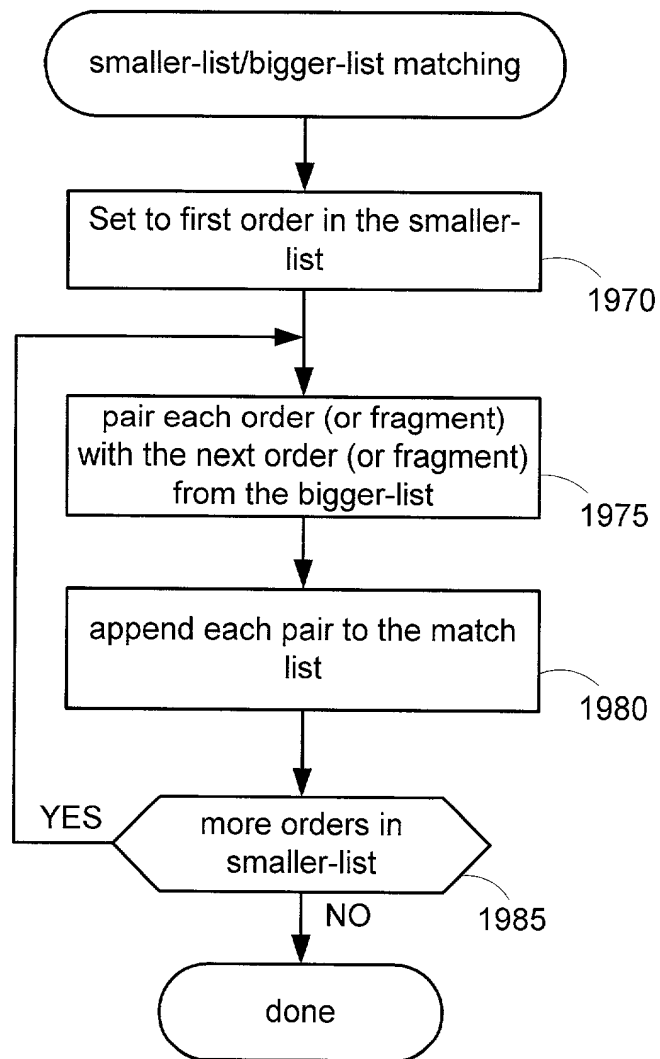 smaller-list/bigger-list matching
Set to first order in the smaller-
list
1970
pair each order (or fragment)
with the next order (or fragment)
from the bigger-list
1975
append each pair to the match
list
1980
YES
more orders in
smaller-list
1985
NO
done